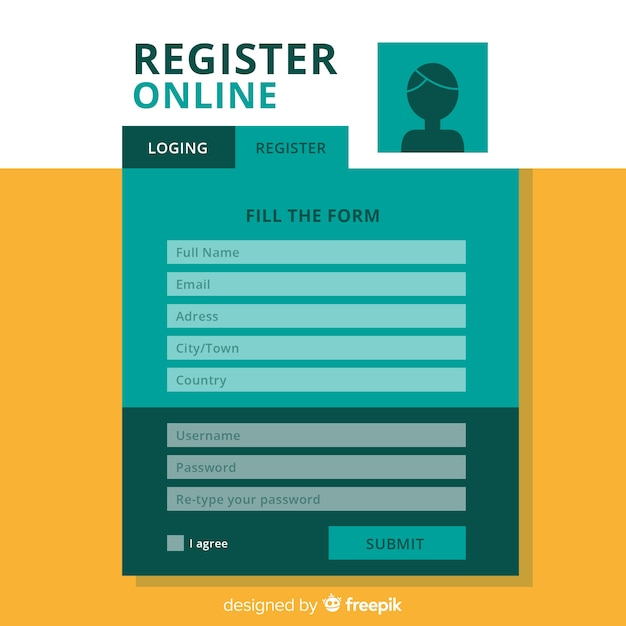 REGISTER
ONLINE
LOGING
REGISTER
FILL THE FORM
Full Name
Email
Adress
City/Town
Country
Username
Password
Re-type your password
I agree
SUBMIT
designed by freepik